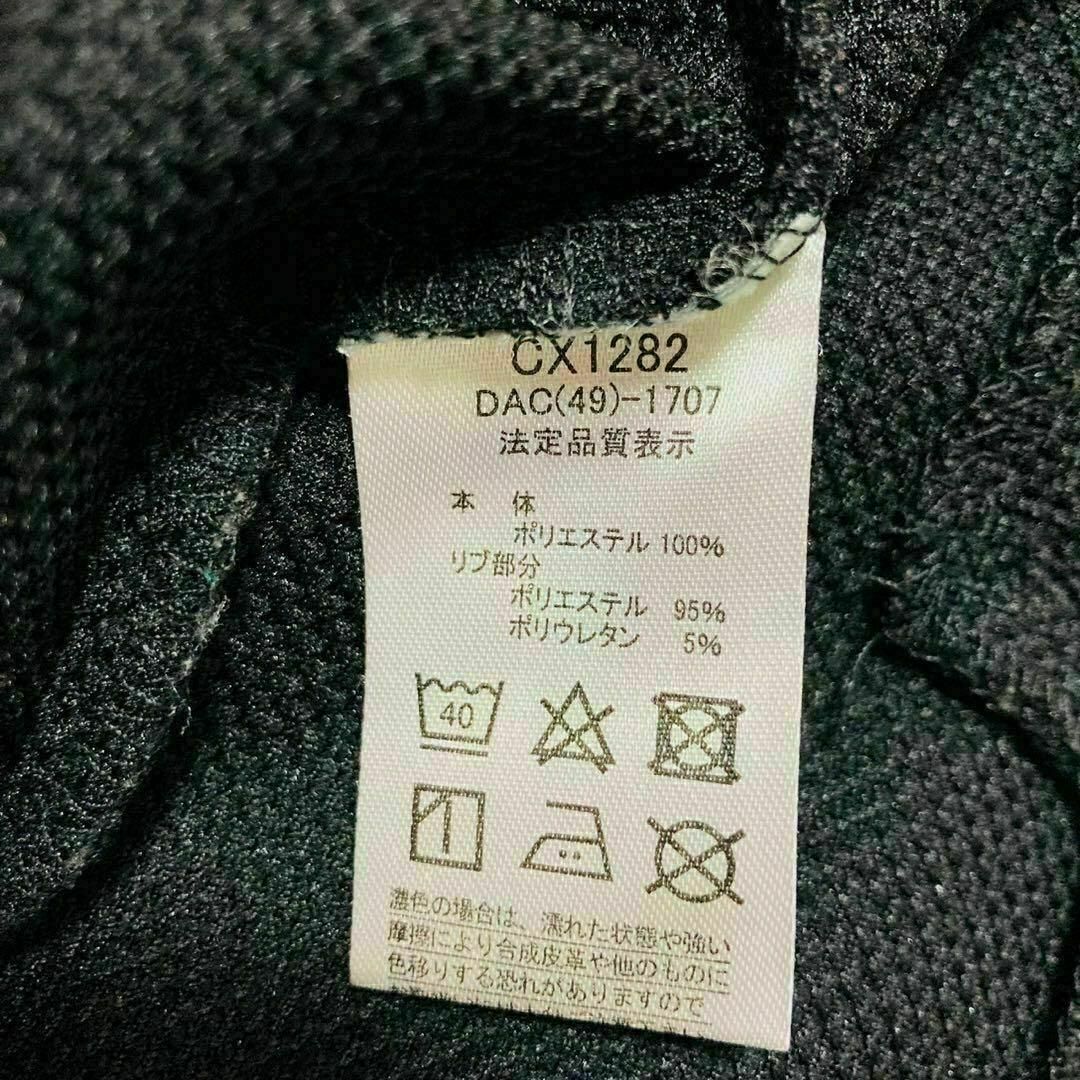 CX1282
DAC(49)-1707
法定品質表示
本 体
ポリエステル 100%
リブ部分
ポリエステル 95%
ポリウレタン 5%
40
濃色の場合は、濡れた状態や強い
摩擦により合成皮革や他のものに
色移りする恐れがありますので